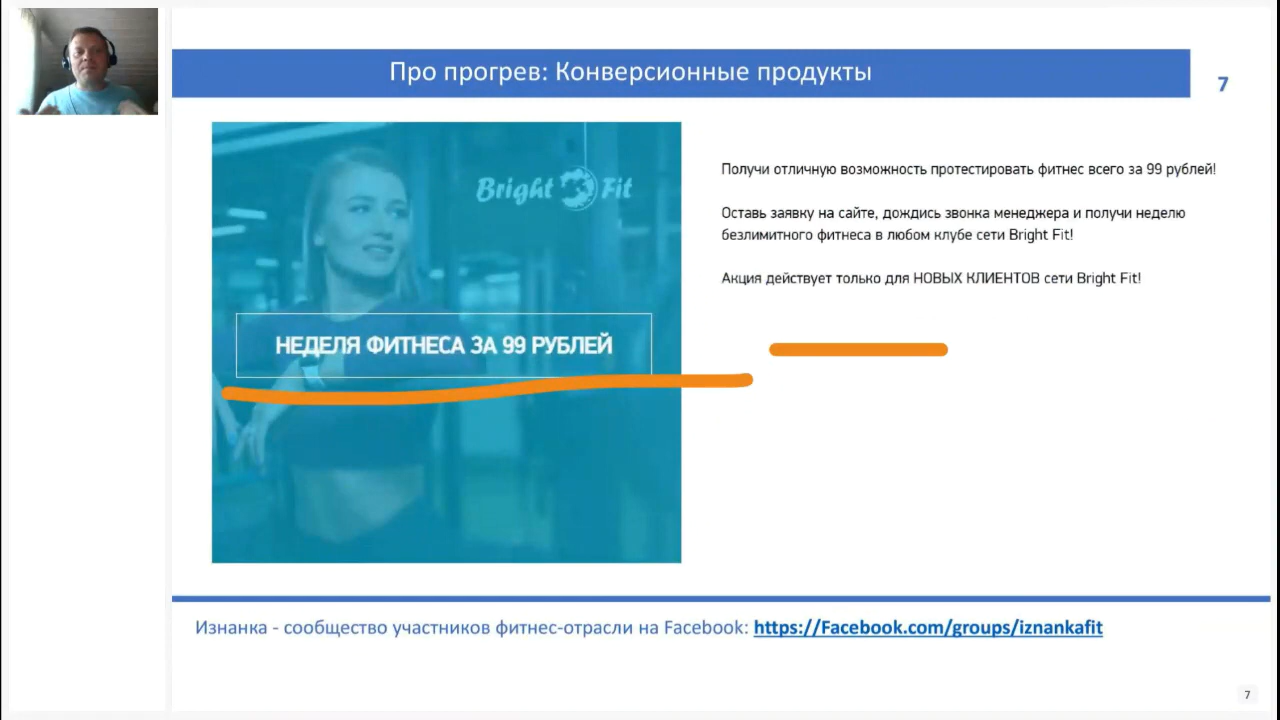 Про прогрев: Конверсионные продукты
7
Bright Fit
НЕДЕЛЯ ФИТНЕСА ЗА 99 РУБЛЕЙ
Получи отличную возможность протестировать фитнес всего за 99 рублей!
Оставь заявку на сайте, дождись звонка менеджера и получи неделю
безлимитного фитнеса в любом клубе сети Bright Fit!
Акция действует только для НОВЫХ КЛИЕНТОВ сети Bright Fit!
Изнанка - сообщество участников фитнес-отрасли на Facebook: https://Facebook.com/groups/iznankafit
7